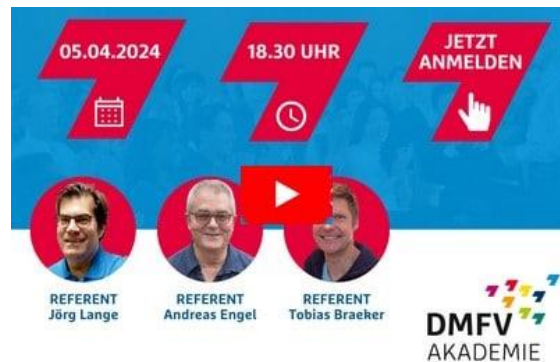 05.04.2024
18.30 UHR
JETZT
ANMELDEN
REFERENT
Jörg Lange
REFERENT
Andreas Engel
REFERENT
Tobias Braeker
DMFV
AKADEMIE